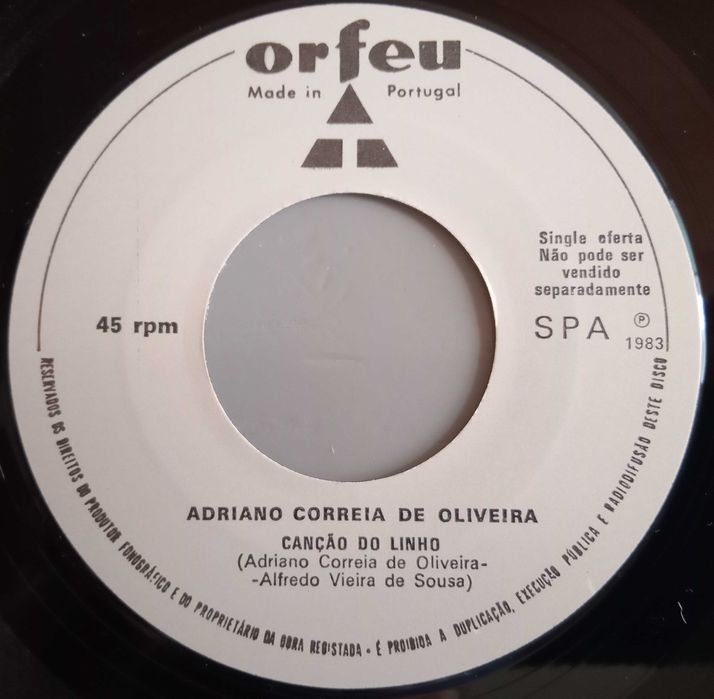 orfeu
Made in Portugal
Single oferta
Não pode ser
vendido
separadamente
45 rpm
SPA ℗
1983
ADRIANO CORREIA DE OLIVEIRA
CANÇÃO DO LINHO
(Adriano Correia de Oliveira-
-Alfredo Vieira de Sousa)
RESERVADOS OS DIREITOS DO PRODUTOR FONOGRÁFICO E DO PROPRIETÁRIO DA OBRA REGISTADA - É PROIBIDA A DUPLICAÇÃO, EXECUÇÃO PÚBLICA E RADIODIFUSÃO DESTE DISCO